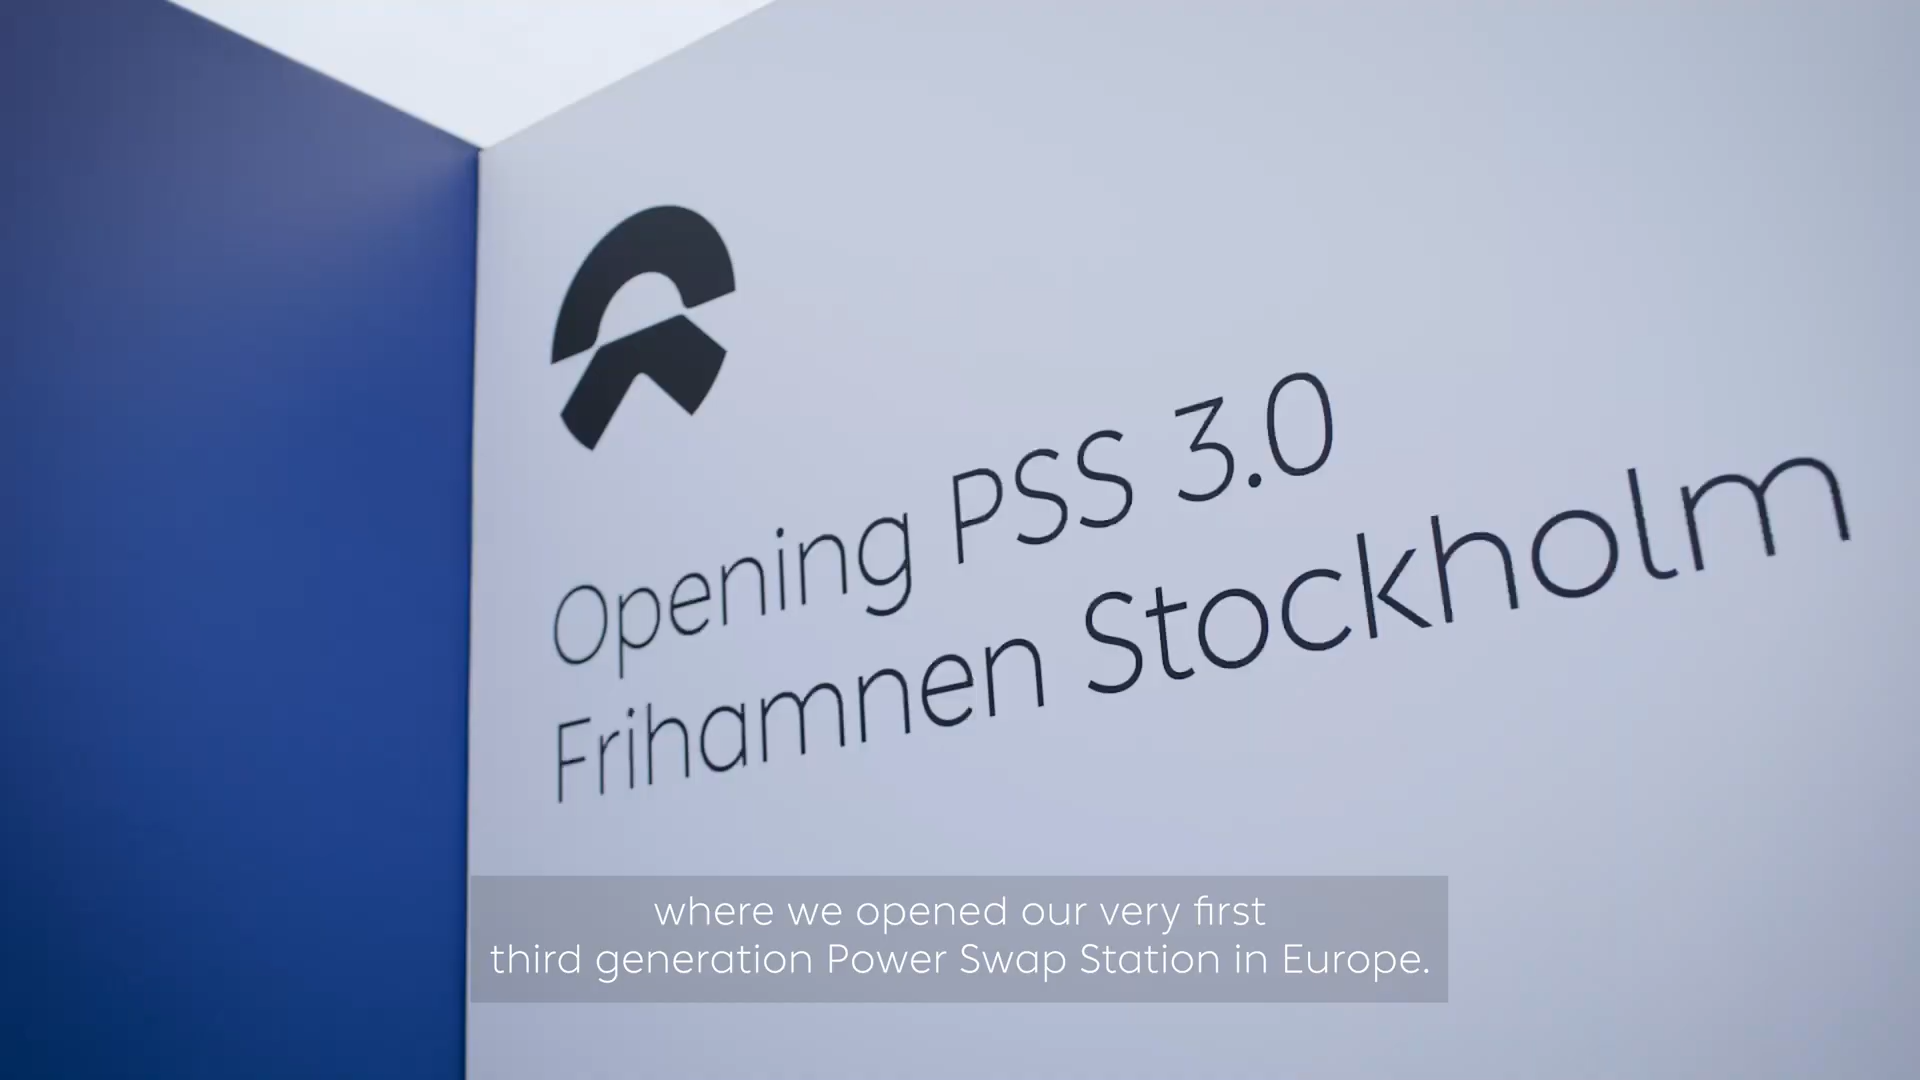 Opening PSS 3.0
Frihamnen Stockholm
where we opened our very first
third generation Power Swap Station in Europe.